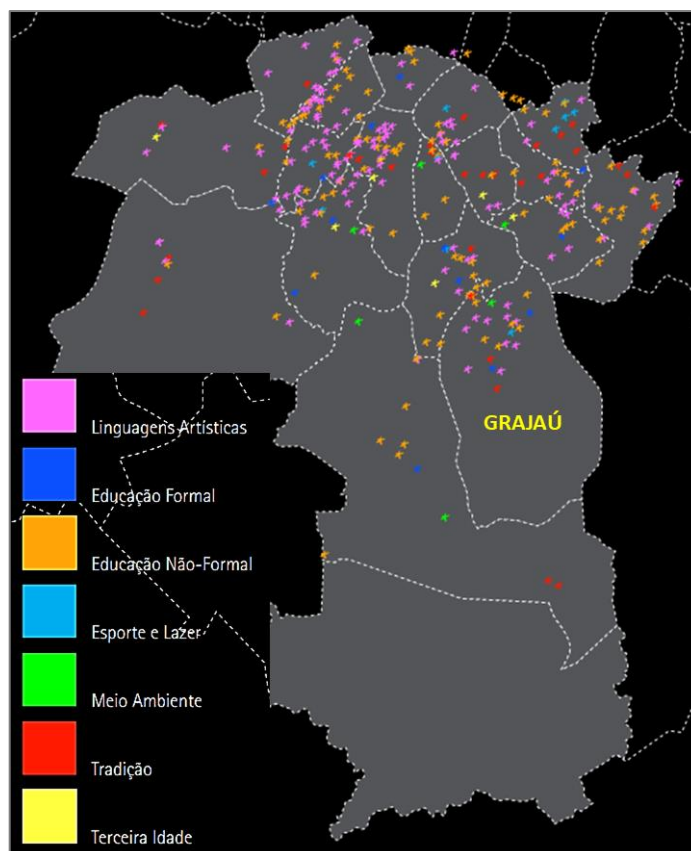 GRAJAÚ
Linguagens Artísticas
Educação Formal
Educação Não-Formal
Esporte e Lazer
Meio Ambiente
Tradição
Terceira Idade